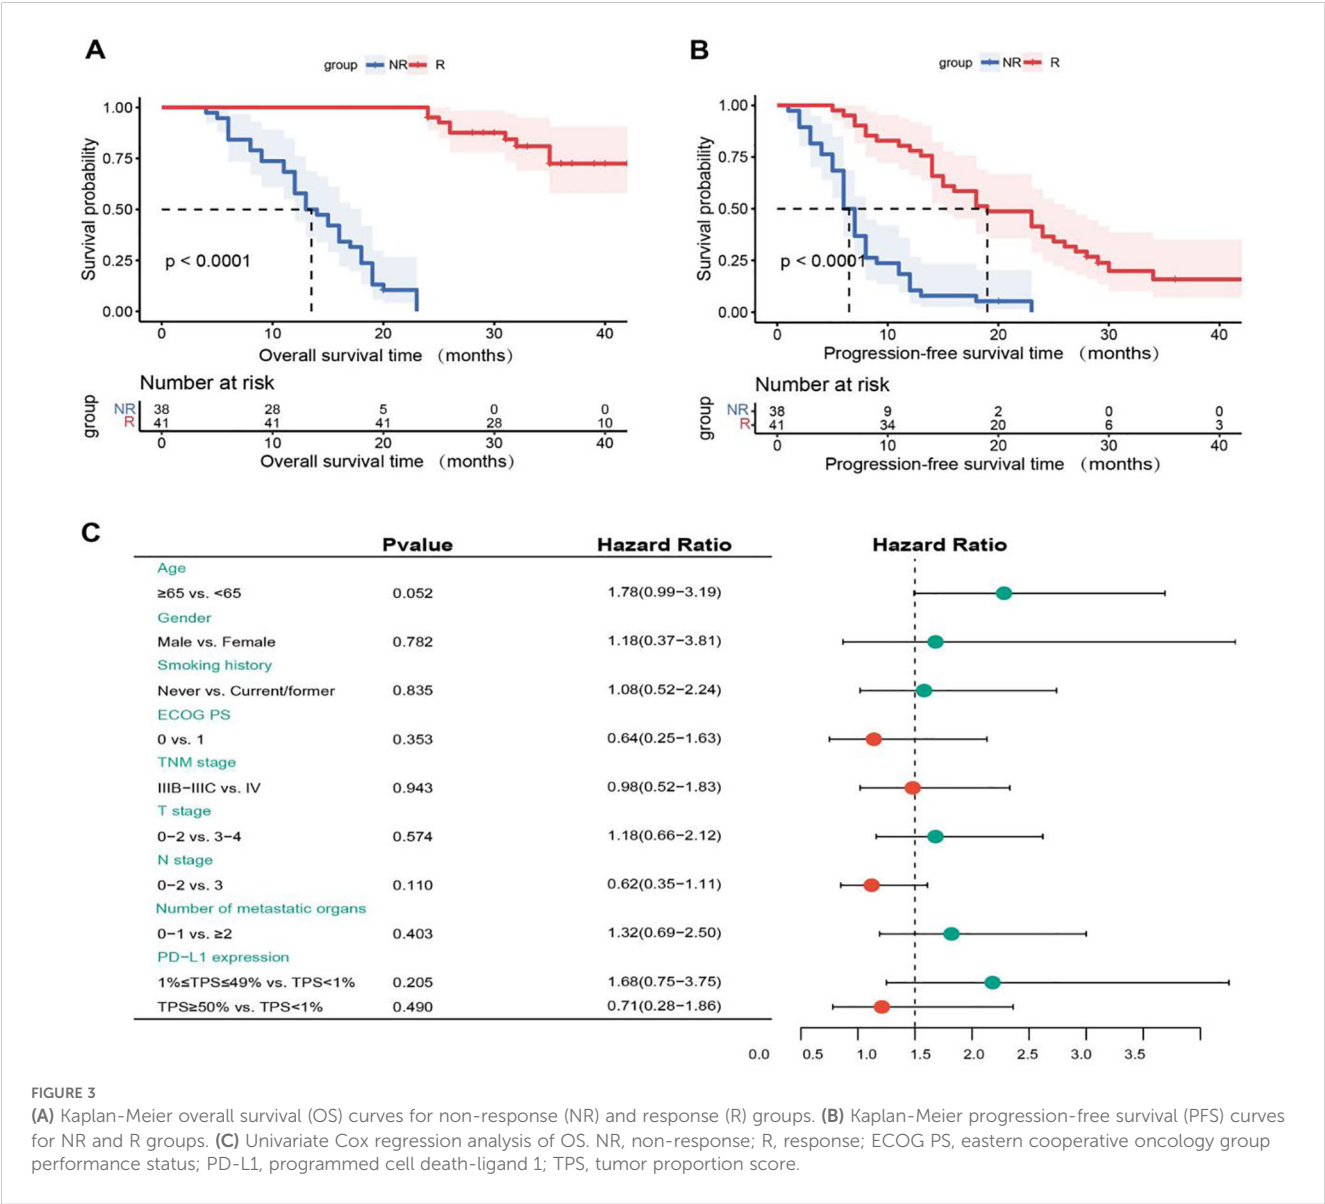 A
group NR R
1.00
0.75
0.50
0.25
0.00
Survival probability
p < 0.0001
0 10 20 30 40
Overall survival time （months）
Number at risk
group
NR 38 28 5 0 0
R 41 41 41 28 10
0 10 20 30 40
Overall survival time （months）
B
group NR R
1.00
0.75
0.50
0.25
0.00
Survival probability
p < 0.0001
0 10 20 30 40
Progression-free survival time （months）
Number at risk
group
NR 38 9 2 0 0
R 41 34 20 6 3
0 10 20 30 40
Progression-free survival time （months）
C
Pvalue Hazard Ratio Hazard Ratio
Age
≥65 vs. <65 0.052 1.78(0.99−3.19)
Gender
Male vs. Female 0.782 1.18(0.37−3.81)
Smoking history
Never vs. Current/former 0.835 1.08(0.52−2.24)
ECOG PS
0 vs. 1 0.353 0.64(0.25−1.63)
TNM stage
IIIB−IIIC vs. IV 0.943 0.98(0.52−1.83)
T stage
0−2 vs. 3−4 0.574 1.18(0.66−2.12)
N stage
0−2 vs. 3 0.110 0.62(0.35−1.11)
Number of metastatic organs
0−1 vs. ≥2 0.403 1.32(0.69−2.50)
PD−L1 expression
1%≤TPS≤49% vs. TPS<1% 0.205 1.68(0.75−3.75)
TPS≥50% vs. TPS<1% 0.490 0.71(0.28−1.86)
0.0 0.5 1.0 1.5 2.0 2.5 3.0 3.5
FIGURE 3
(A) Kaplan-Meier overall survival (OS) curves for non-response (NR) and response (R) groups. (B) Kaplan-Meier progression-free survival (PFS) curves
for NR and R groups. (C) Univariate Cox regression analysis of OS. NR, non-response; R, response; ECOG PS, eastern cooperative oncology group
performance status; PD-L1, programmed cell death-ligand 1; TPS, tumor proportion score.